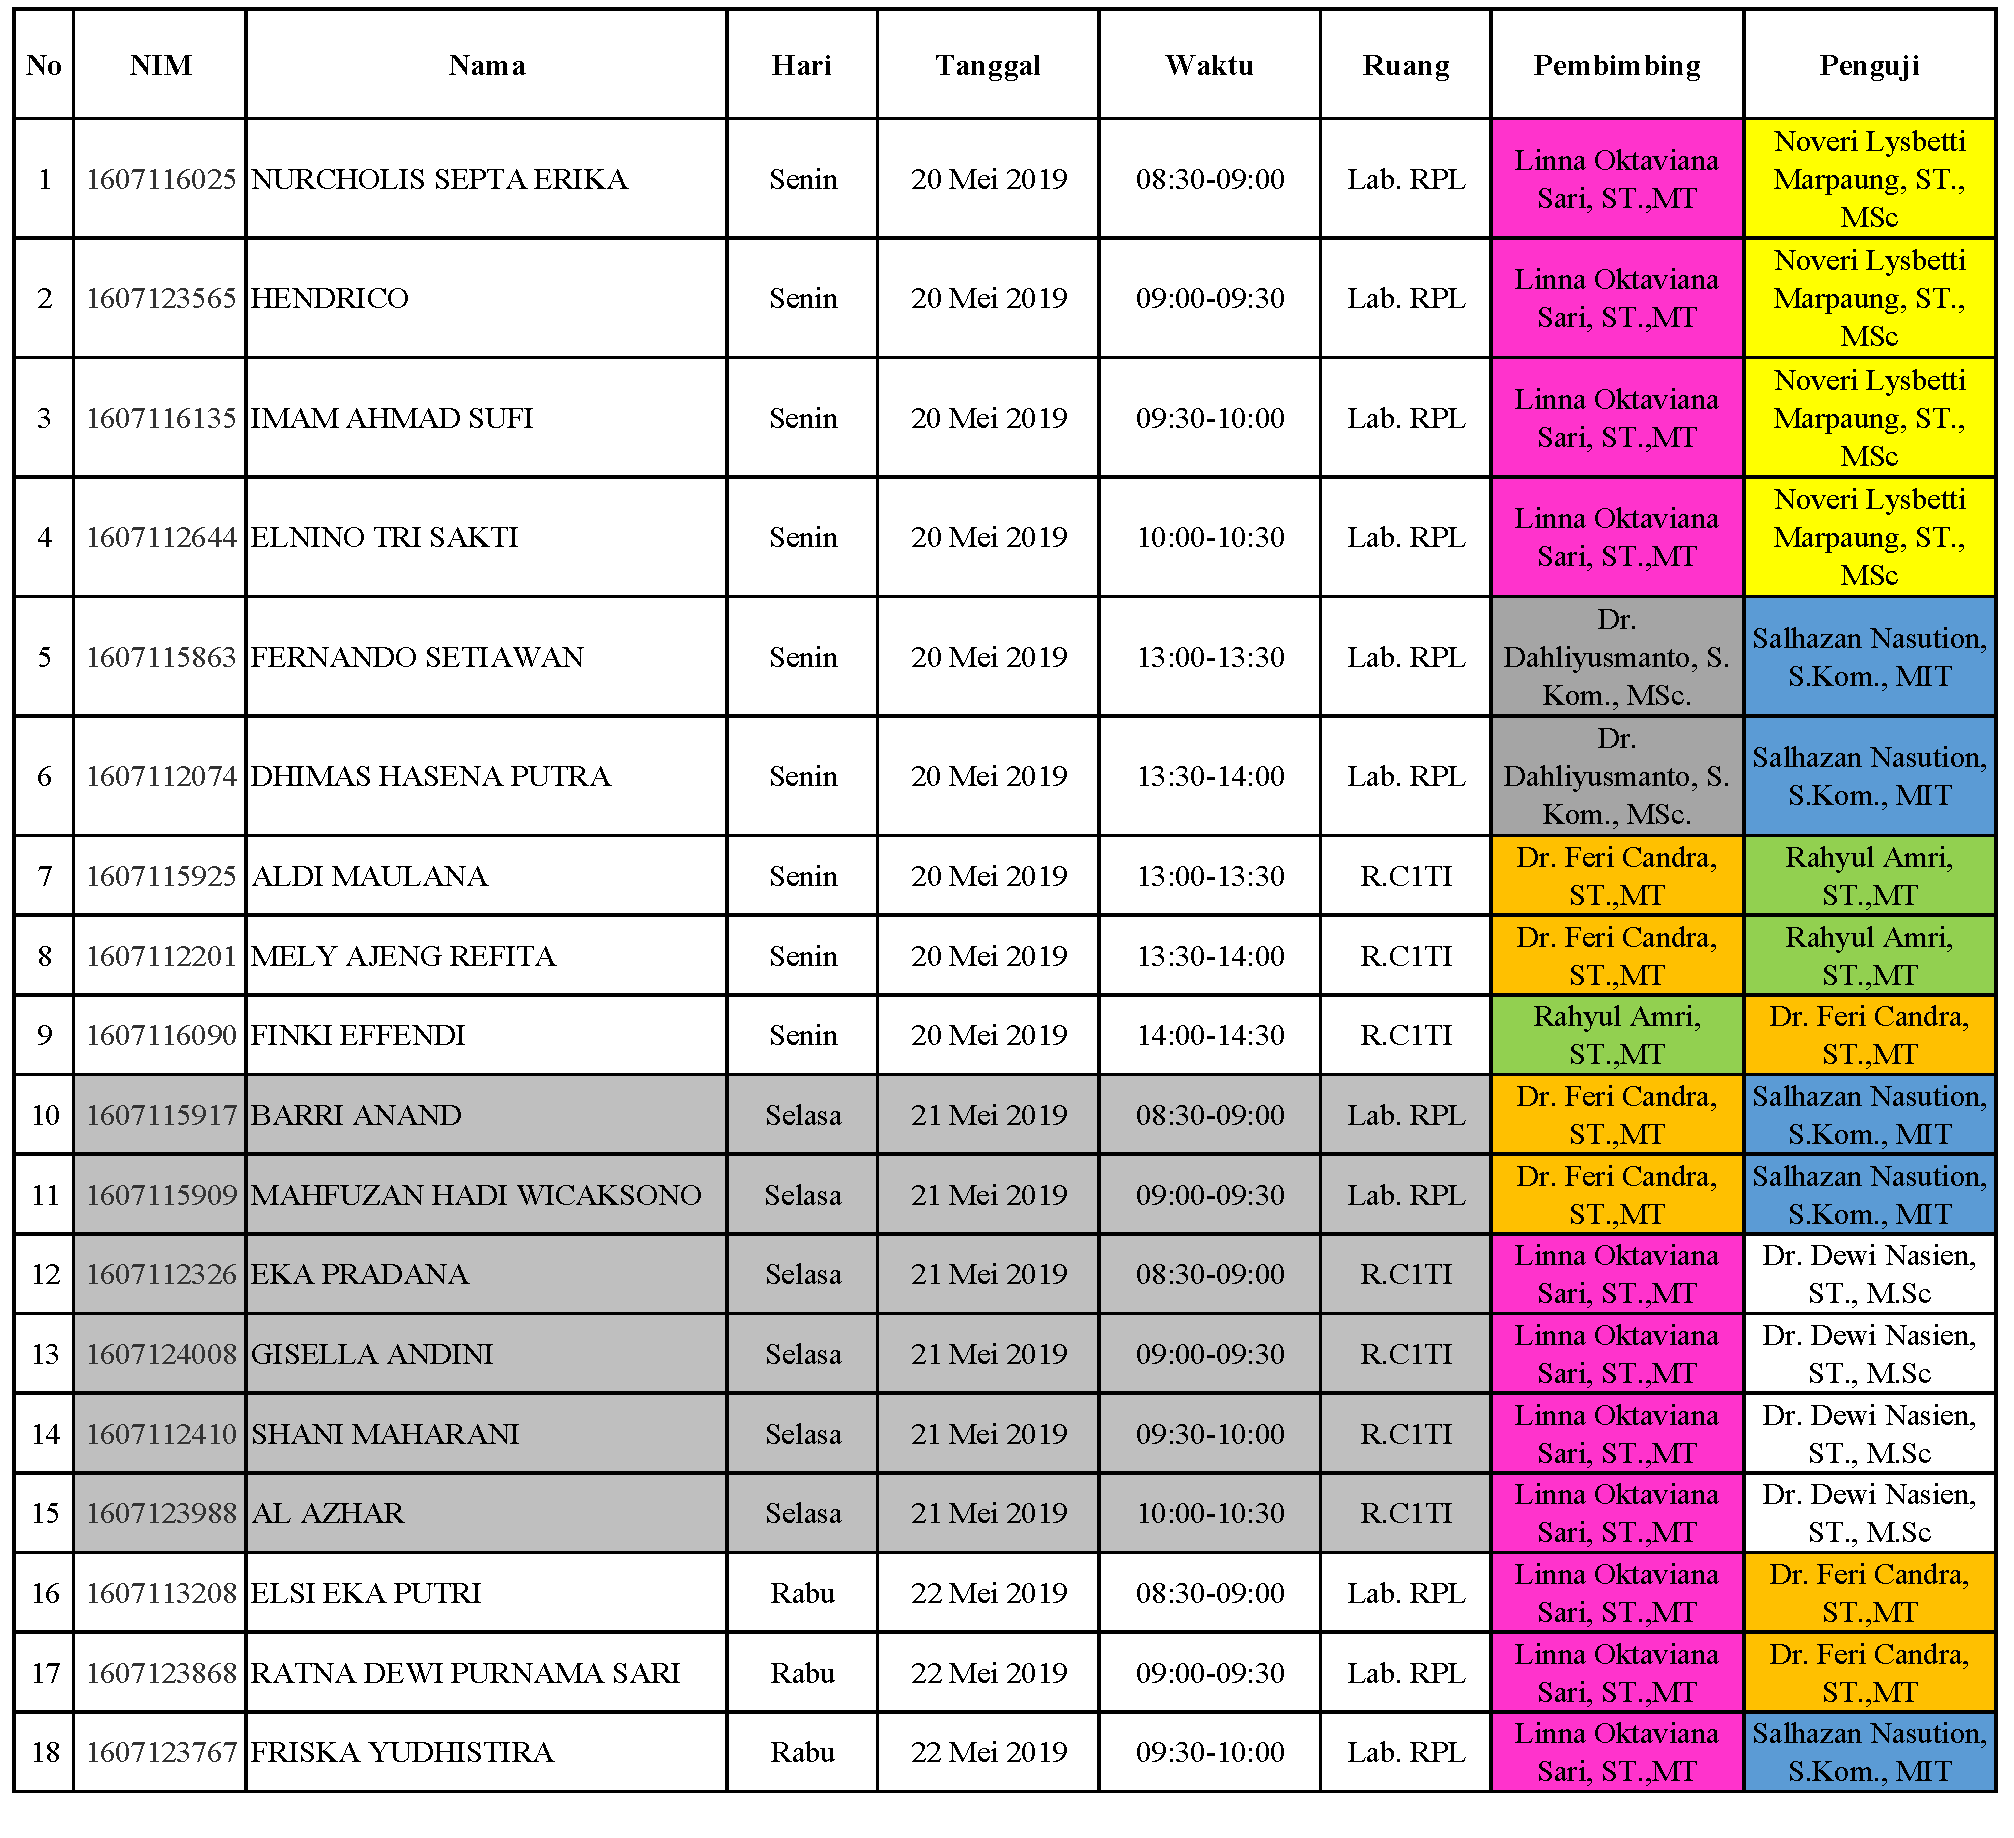 No NIM Nama Hari Tanggal Waktu Ruang Pembimbing Penguji
1 1607116025 NURCHOLIS SEPTA ERIKA Senin 20 Mei 2019 08:30-09:00 Lab. RPL Linna Oktaviana Sari, ST.,MT Noveri Lysbetti Marpaung, ST., MSc
2 1607123565 HENDRICO Senin 20 Mei 2019 09:00-09:30 Lab. RPL Linna Oktaviana Sari, ST.,MT Noveri Lysbetti Marpaung, ST., MSc
3 1607116135 IMAM AHMAD SUFI Senin 20 Mei 2019 09:30-10:00 Lab. RPL Linna Oktaviana Sari, ST.,MT Noveri Lysbetti Marpaung, ST., MSc
4 1607112644 ELNINO TRI SAKTI Senin 20 Mei 2019 10:00-10:30 Lab. RPL Linna Oktaviana Sari, ST.,MT Noveri Lysbetti Marpaung, ST., MSc
5 1607115863 FERNANDO SETIAWAN Senin 20 Mei 2019 13:00-13:30 Lab. RPL Dr. Dahliyusmanto, S. Kom., MSc. Salhazan Nasution, S.Kom., MIT
6 1607112074 DHIMAS HASENA PUTRA Senin 20 Mei 2019 13:30-14:00 Lab. RPL Dr. Dahliyusmanto, S. Kom., MSc. Salhazan Nasution, S.Kom., MIT
7 1607115925 ALDI MAULANA Senin 20 Mei 2019 13:00-13:30 R.C1TI Dr. Feri Candra, ST.,MT Rahyul Amri, ST.,MT
8 1607112201 MELY AJENG REFITA Senin 20 Mei 2019 13:30-14:00 R.C1TI Dr. Feri Candra, ST.,MT Rahyul Amri, ST.,MT
9 1607116090 FINKI EFFENDI Senin 20 Mei 2019 14:00-14:30 R.C1TI Rahyul Amri, ST.,MT Dr. Feri Candra, ST.,MT
10 1607115917 BARRI ANAND Selasa 21 Mei 2019 08:30-09:00 Lab. RPL Dr. Feri Candra, ST.,MT Salhazan Nasution, S.Kom., MIT
11 1607115909 MAHFUZAN HADI WICAKSONO Selasa 21 Mei 2019 09:00-09:30 Lab. RPL Dr. Feri Candra, ST.,MT Salhazan Nasution, S.Kom., MIT
12 1607112326 EKA PRADANA Selasa 21 Mei 2019 08:30-09:00 R.C1TI Linna Oktaviana Sari, ST.,MT Dr. Dewi Nasien, ST., M.Sc
13 1607124008 GISELLA ANDINI Selasa 21 Mei 2019 09:00-09:30 R.C1TI Linna Oktaviana Sari, ST.,MT Dr. Dewi Nasien, ST., M.Sc
14 1607112410 SHANI MAHARANI Selasa 21 Mei 2019 09:30-10:00 R.C1TI Linna Oktaviana Sari, ST.,MT Dr. Dewi Nasien, ST., M.Sc
15 1607123988 AL AZHAR Selasa 21 Mei 2019 10:00-10:30 R.C1TI Linna Oktaviana Sari, ST.,MT Dr. Dewi Nasien, ST., M.Sc
16 1607113208 ELSI EKA PUTRI Rabu 22 Mei 2019 08:30-09:00 Lab. RPL Linna Oktaviana Sari, ST.,MT Dr. Feri Candra, ST.,MT
17 1607123868 RATNA DEWI PURNAMA SARI Rabu 22 Mei 2019 09:00-09:30 Lab. RPL Linna Oktaviana Sari, ST.,MT Dr. Feri Candra, ST.,MT
18 1607123767 FRISKA YUDHISTIRA Rabu 22 Mei 2019 09:30-10:00 Lab. RPL Linna Oktaviana Sari, ST.,MT Salhazan Nasution, S.Kom., MIT